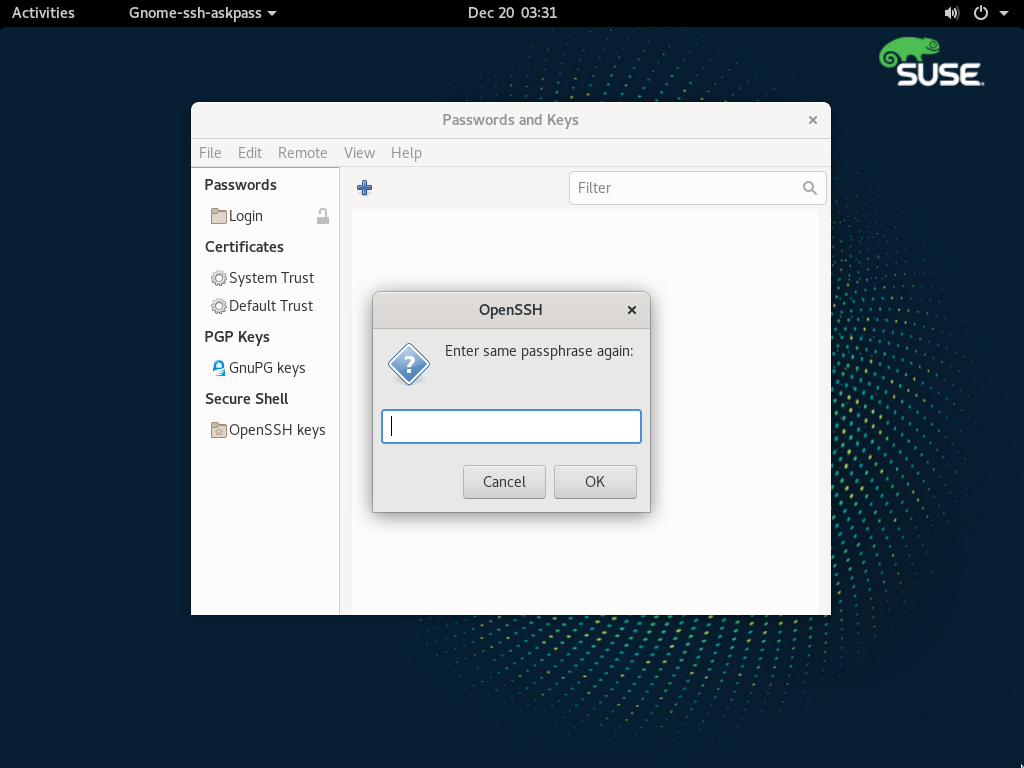 Activities
Gnome-ssh-askpass
Dec 20 03:31
SUSE
Passwords and Keys
File Edit Remote View Help
Passwords
Filter
Login
Certificates
System Trust
Default Trust
PGP Keys
GnuPG keys
Secure Shell
OpenSSH keys
OpenSSH
?
Enter same passphrase again:
Cancel
OK